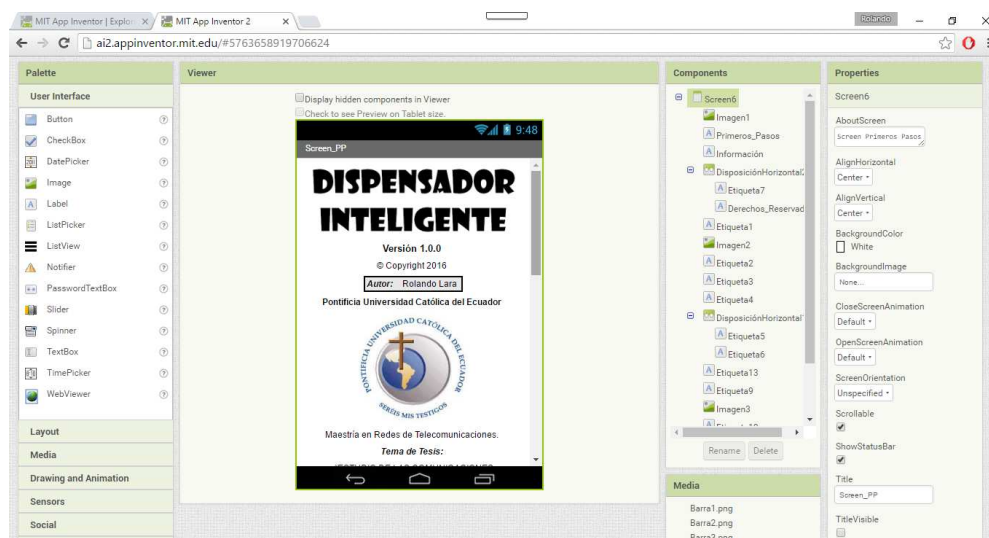 MIT App Inventor | Explor
MIT App Inventor 2
Rolando
ai2.appinventor.mit.edu/#5763658919706624
Palette
User Interface
Button
CheckBox
DatePicker
Image
Label
ListPicker
ListView
Notifier
PasswordTextBox
Slider
Spinner
TextBox
TimePicker
WebViewer
Layout
Media
Drawing and Animation
Sensors
Social
Viewer
Display hidden components in Viewer
Check to see Preview on Tablet size.
9:48
Screen_PP
DISPENSADOR
INTELIGENTE
Versión 1.0.0
© Copyright 2016
Autor: Rolando Lara
Pontificia Universidad Católica del Ecuador
PONTIFICIA UNIVERSIDAD CATÓLICA DEL ECUADOR
SERÉIS MIS TESTIGOS
Maestría en Redes de Telecomunicaciones.
Tema de Tesis:
Components
Screen6
Imagen1
Primeros_Pasos
Información
DisposiciónHorizontal2
Etiqueta7
Derechos_Reservad
Etiqueta1
Imagen2
Etiqueta2
Etiqueta3
Etiqueta4
DisposiciónHorizontal1
Etiqueta5
Etiqueta6
Etiqueta13
Etiqueta9
Imagen3
Rename Delete
Media
Barra1.png
Barra2.png
Barra3.png
Properties
Screen6
AboutScreen
Screen Primeros Pasos
AlignHorizontal
Center
AlignVertical
Center
BackgroundColor
White
BackgroundImage
None...
CloseScreenAnimation
Default
OpenScreenAnimation
Default
ScreenOrientation
Unspecified
Scrollable
ShowStatusBar
Title
Screen_PP
TitleVisible